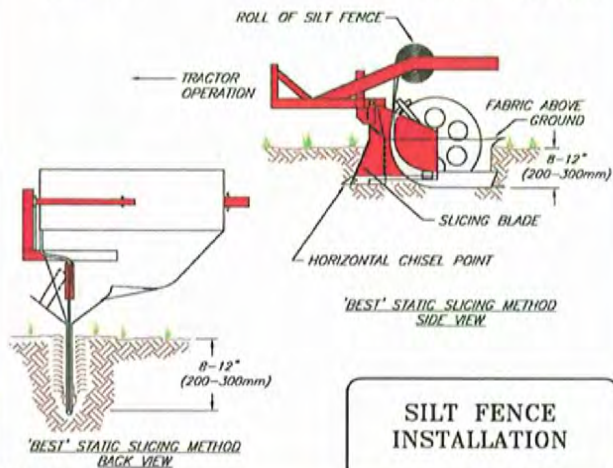 ROLL OF SILT FENCE
TRACTOR
OPERATION
FABRIC ABOVE
GROUND
8-12"
(200-300mm)
SLICING BLADE
HORIZONTAL CHISEL POINT
'BEST' STATIC SLICING METHOD
SIDE VIEW
8-12"
(200-300mm)
'BEST' STATIC SLICING METHOD
BACK VIEW
SILT FENCE
INSTALLATION